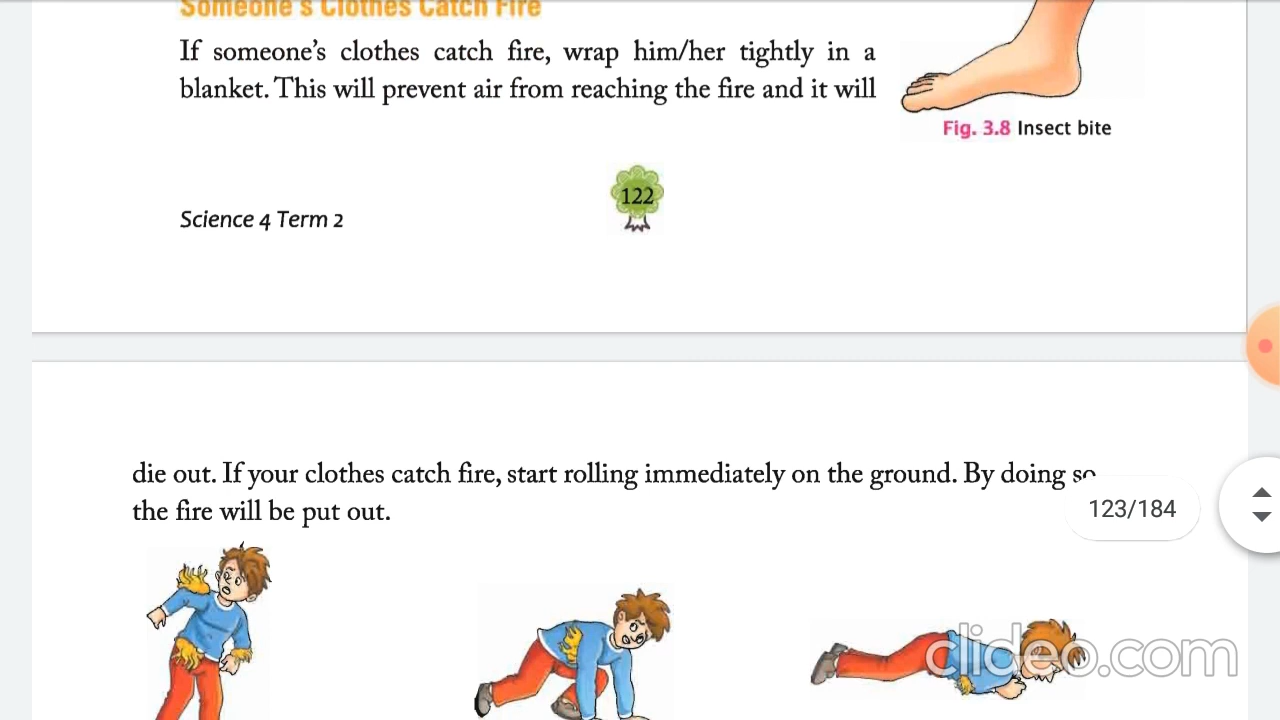 Someone's Clothes Catch Fire
If someone's clothes catch fire, wrap him/her tightly in a
blanket. This will prevent air from reaching the fire and it will
Fig. 3.8 Insect bite
122
Science 4 Term 2
die out. If your clothes catch fire, start rolling immediately on the ground. By doing so
the fire will be put out.
123/184
clideo.com